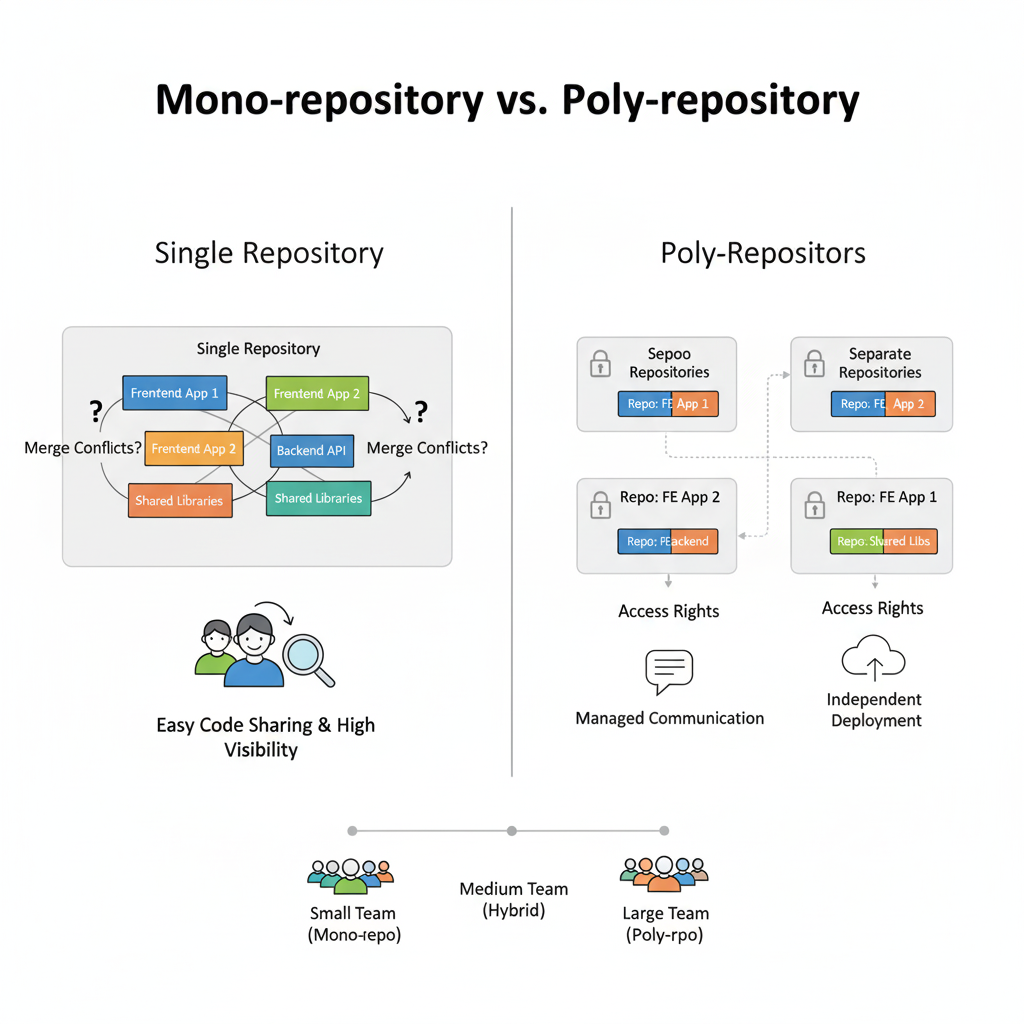 Mono-repository vs. Poly-repository
Single Repository
Single Repository
Frontend App 1
Frontend App 2
?
?
Merge Conflicts?
Frontend App 2
Backend API
Merge Conflicts?
Shared Libraries
Shared Libraries
Easy Code Sharing & High
Visibility
Poly-Repositors
Sepoo
Repositories
Repo: FE App 1
Separate
Repositories
Repo: FE App 2
Repo: FE App 2
Repo: FEackend
Repo: FE App 1
Repo. Shared Libs
Access Rights
Access Rights
Managed Communication
Independent
Deployment
Small Team
(Mono-repo)
Medium Team
(Hybrid)
Large Team
(Poly-rpo)